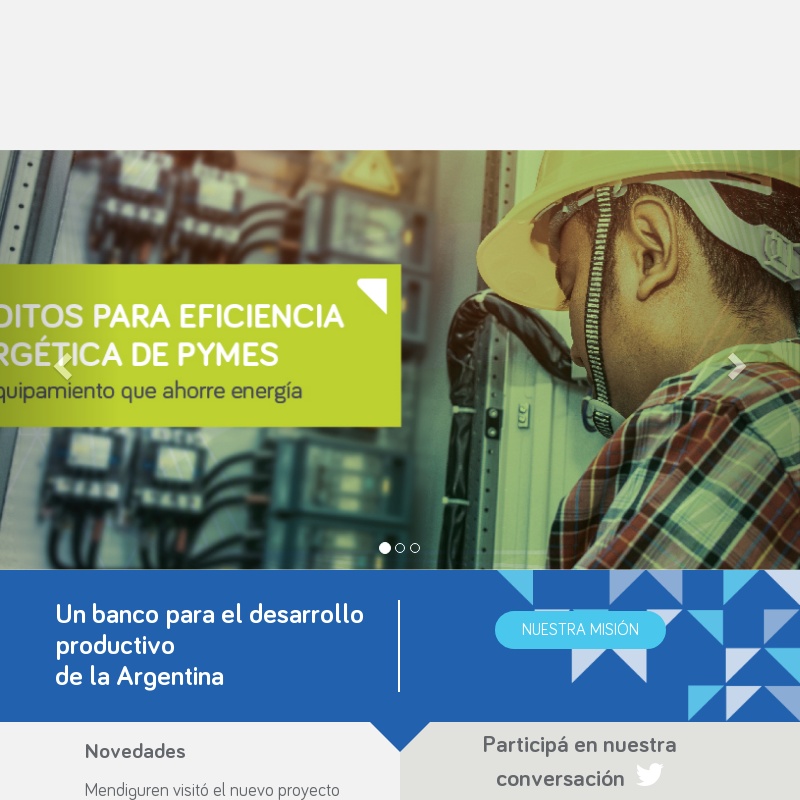 DITOS PARA EFICIENCIA
RGÉTICA DE PYMES
quipamiento que ahorre energía
Un banco para el desarrollo
productivo
de la Argentina
NUESTRA MISIÓN
Novedades
Mendiguren visitó el nuevo proyecto
Participá en nuestra
conversación